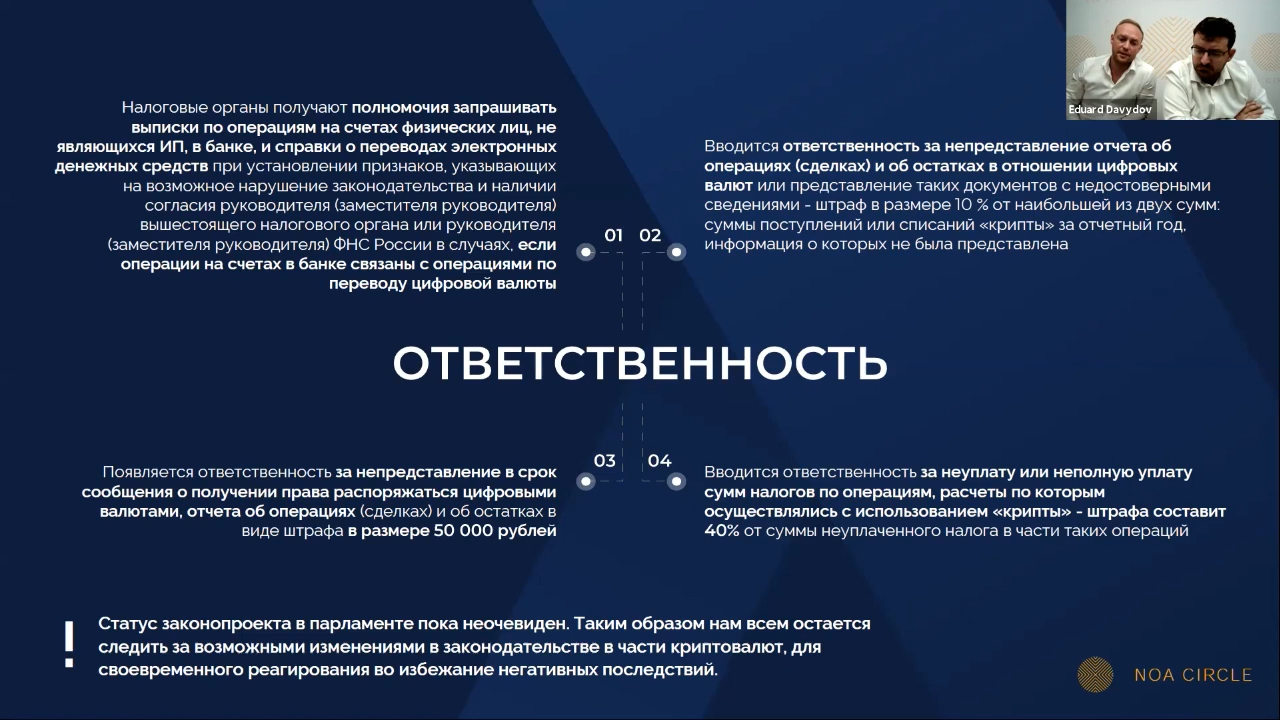 Eduard Davydov
Налоговые органы получают полномочия запрашивать
выписки по операциям на счетах физических лиц, не
являющихся ИП, в банке, и справки о переводах электронных
денежных средств при установлении признаков, указывающих
на возможное нарушение законодательства и наличии
согласия руководителя (заместителя руководителя)
вышестоящего налогового органа или руководителя
(заместителя руководителя) ФНС России в случаях, если
операции на счетах в банке связаны с операциями по
переводу цифровой валюты
01 02
Вводится ответственность за непредставление отчета об
операциях (сделках) и об остатках в отношении цифровых
валют или представление таких документов с недостоверными
сведениями - штраф в размере 10 % от наибольшей из двух сумм:
суммы поступлений или списаний «крипты» за отчетный год,
информация о которых не была представлена
ОТВЕТСТВЕННОСТЬ
Появляется ответственность за непредставление в срок
сообщения о получении права распоряжаться цифровыми
валютами, отчета об операциях (сделках) и об остатках в
виде штрафа в размере 50 000 рублей
03 04
Вводится ответственность за неуплату или неполную уплату
сумм налогов по операциям, расчеты по которым
осуществлялись с использованием «крипты» - штрафа составит
40% от суммы неуплаченного налога в части таких операций
! Статус законопроекта в парламенте пока неочевиден. Таким образом нам всем остается
следить за возможными изменениями в законодательстве в части криптовалют, для
своевременного реагирования во избежание негативных последствий.
NOA CIRCLE